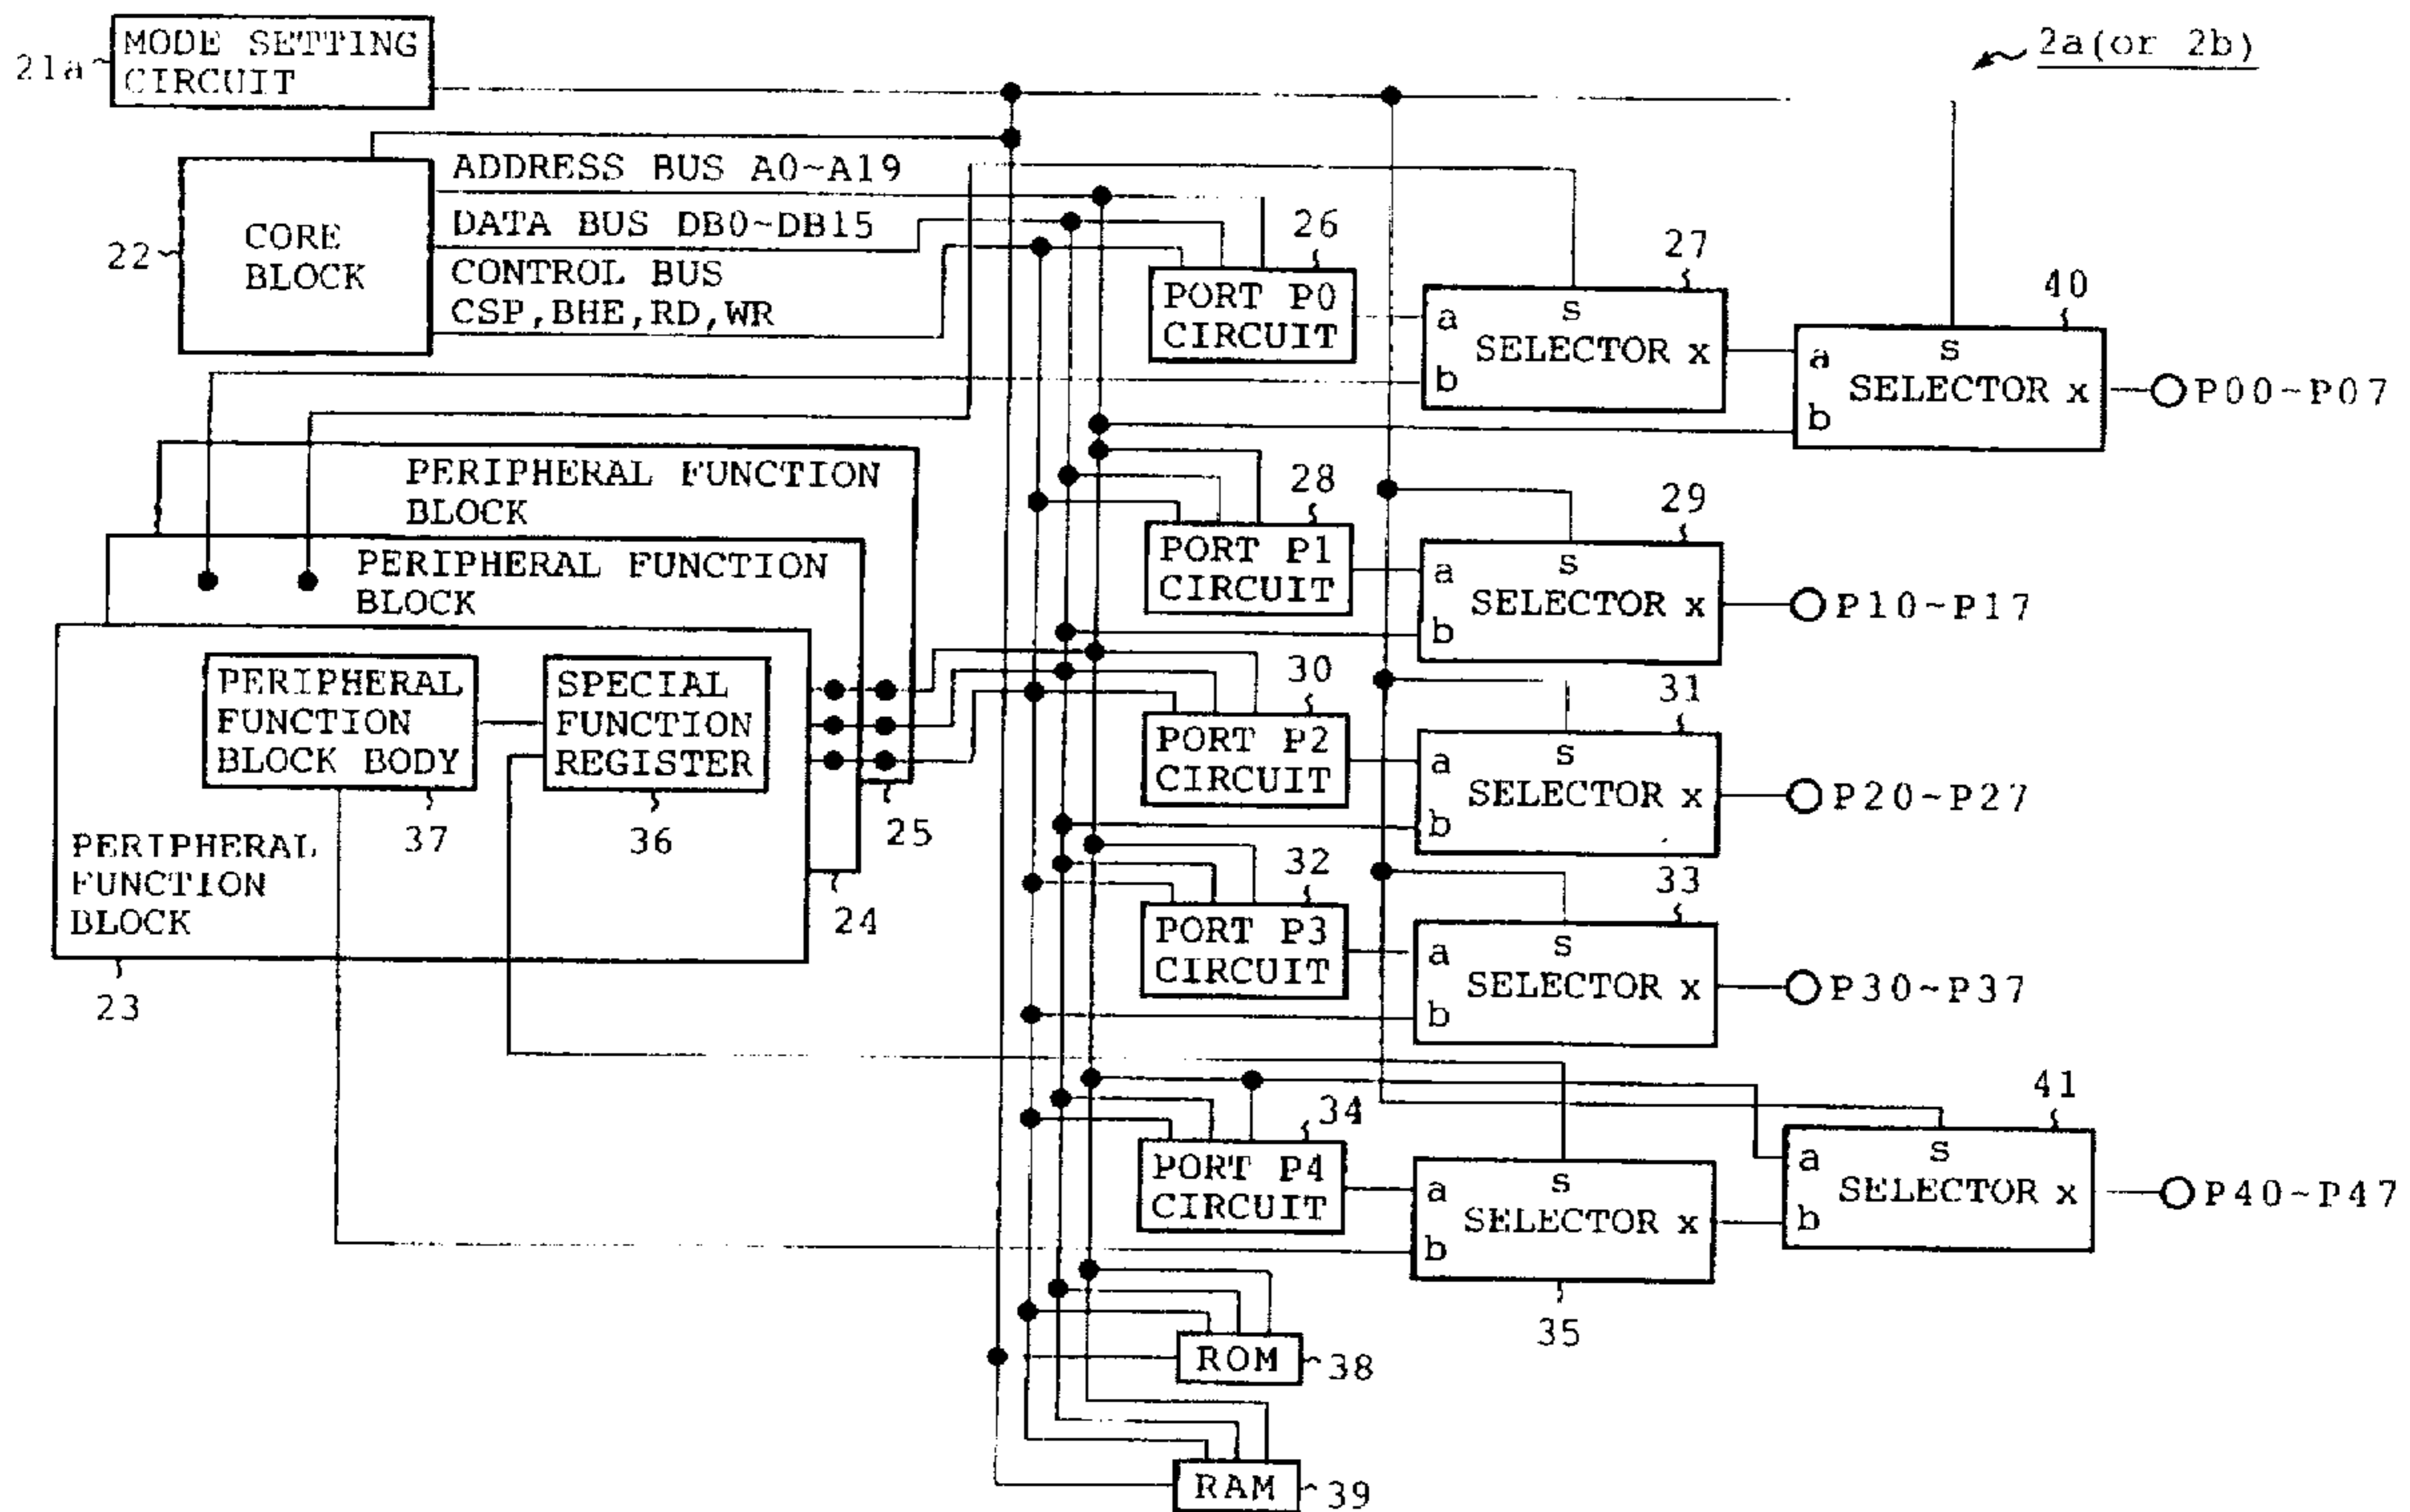 2a(or 2b)
21a
MODE SETTING
CIRCUIT
22
CORE
BLOCK
ADDRESS BUS A0~A19
DATA BUS DB0~DB15
CONTROL BUS
CSP,BHE,RD,WR
26
PORT P0
CIRCUIT
27
s
a
SELECTOR x
b
40
s
a
SELECTOR x
b
P00~P07
PERIPHERAL FUNCTION
BLOCK
25
PERIPHERAL FUNCTION
BLOCK
24
PERIPHERAL
FUNCTION
BLOCK BODY
37
SPECIAL
FUNCTION
REGISTER
36
PERIPHERAL
FUNCTION
BLOCK
23
28
PORT P1
CIRCUIT
29
s
a
SELECTOR x
b
P10~P17
30
PORT P2
CIRCUIT
31
s
a
SELECTOR x
b
P20~P27
32
PORT P3
CIRCUIT
33
s
a
SELECTOR x
b
P30~P37
34
PORT P4
CIRCUIT
s
a
SELECTOR x
b
35
41
s
a
SELECTOR x
b
P40~P47
ROM
38
RAM
39